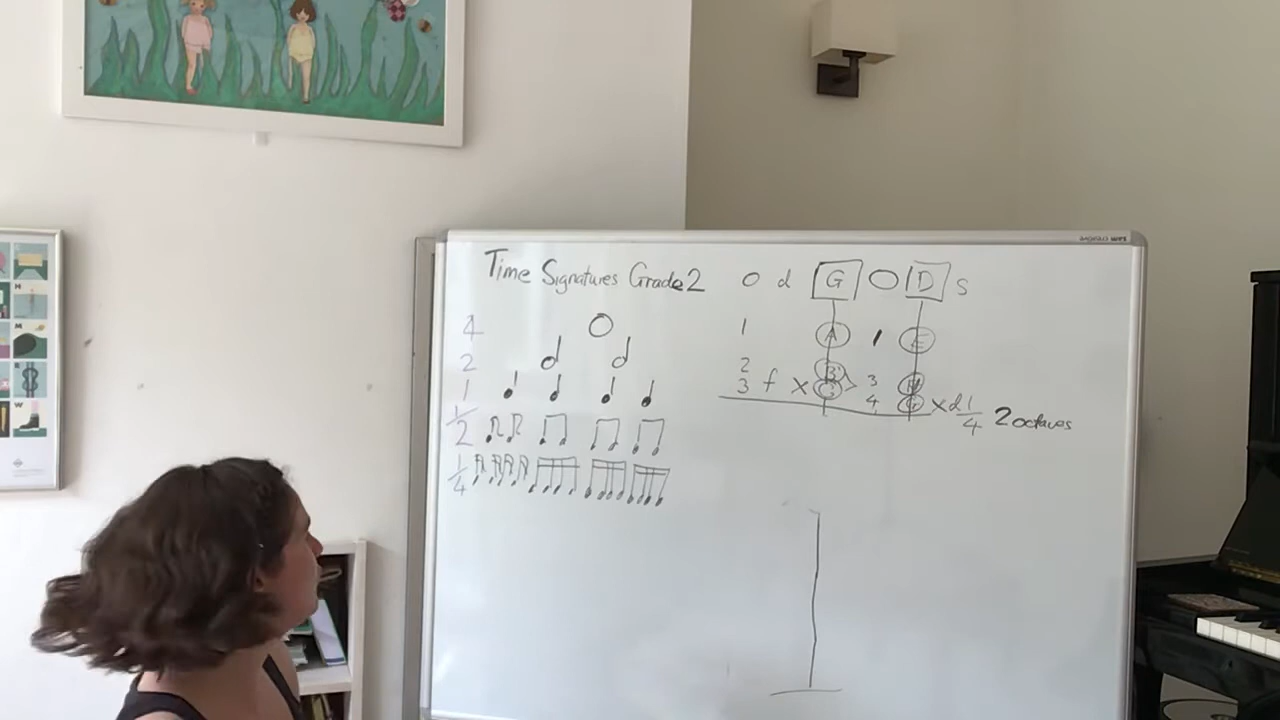 Time Signatures Grade 2
4
2
1
1/2
1/4
O d G O D S
1 A 1 E
2 B
3 f x 3
4 G x d 1/4 2 octaves